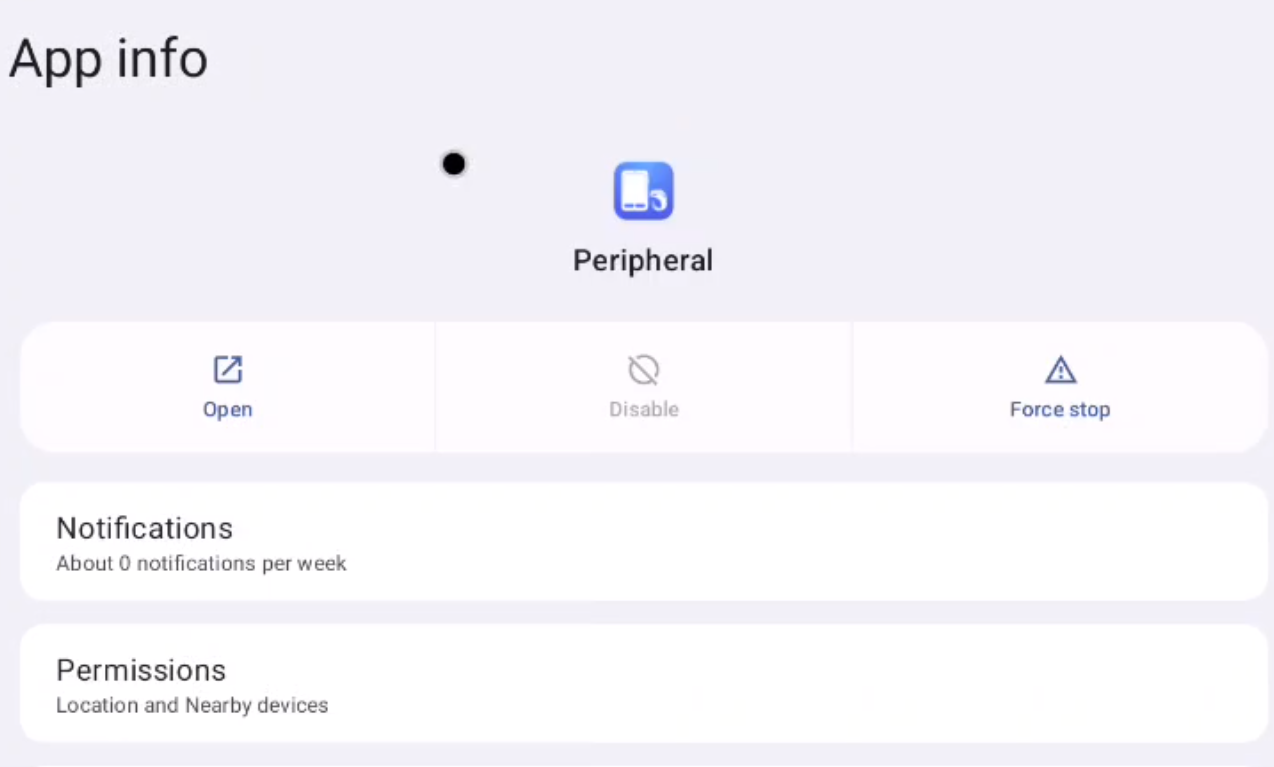 App info
Peripheral
Open
Disable
Force stop
Notifications
About 0 notifications per week
Permissions
Location and Nearby devices